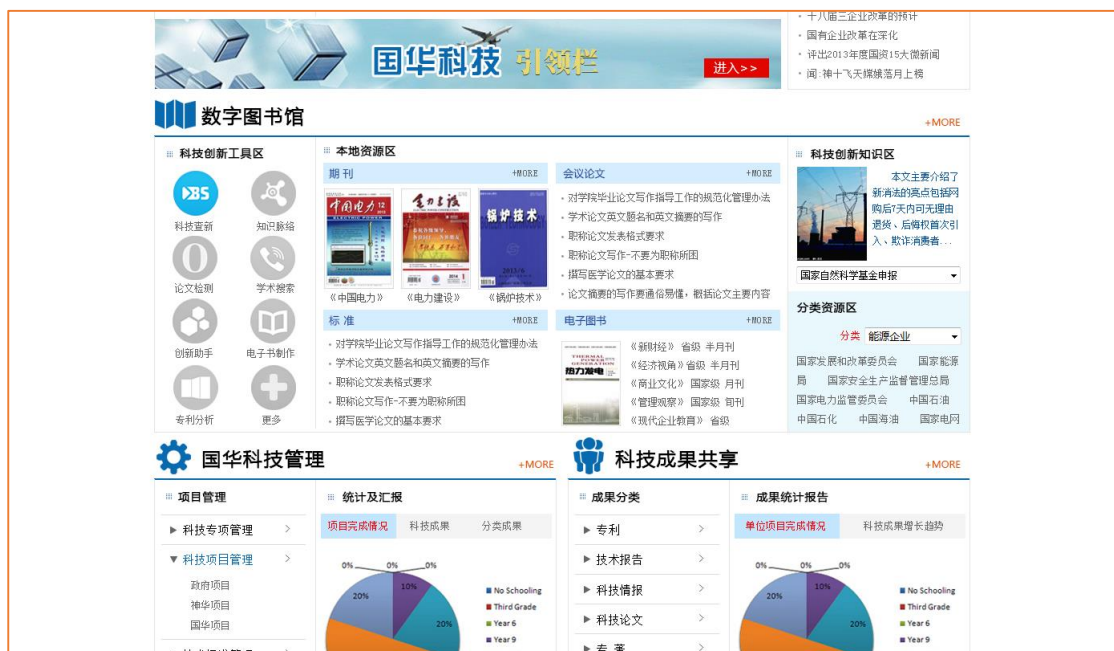 · 十八届三企业改革的预计
· 国有企业改革在深化
· 评出2013年度国资15大微新闻
· 闻:神十飞天嫦娥落月上榜
国华科技 引领栏
进入>>
数字图书馆
+MORE
科技创新工具区
科技查新
知识脉络
论文检测
学术搜索
创新助手
电子书制作
专利分析
更多
本地资源区
期 刊
+MORE
中国电力 12
锅炉技术
2013/6
《中国电力》
《电力建设》
《锅炉技术》
会议论文
+MORE
· 对学院毕业论文写作指导工作的规范化管理办法
· 学术论文英文题名和英文摘要的写作
· 职称论文发表格式要求
· 职称论文写作-不要为职称所困
· 撰写医学论文的基本要求
· 论文摘要的写作要通俗易懂，概括论文主要内容
标 准
+MORE
· 对学院毕业论文写作指导工作的规范化管理办法
· 学术论文英文题名和英文摘要的写作
· 职称论文发表格式要求
· 职称论文写作-不要为职称所困
· 撰写医学论文的基本要求
电子图书
+MORE
THERMAL
POWER
GENERATION
热力发电
《新财经》 省级 半月刊
《经济视角》省级 半月刊
《商业文化》 国家级 月刊
《管理观察》 国家级 旬刊
《现代企业教育》 省级
科技创新知识区
本文主要介绍了
新消法的亮点包括网
购后7天内可无理由
退货、后悔权首次引
入、欺诈消费者...
国家自然科学基金申报
分类资源区
分类 能源企业
国家发展和改革委员会 国家能源
局 国家安全生产监督管理总局
国家电力监管委员会 中国石油
中国石化 中国海油 国家电网
国华科技管理
+MORE
项目管理
▶ 科技专项管理 >
▼ 科技项目管理 >
政府项目
神华项目
国华项目
统计及汇报
项目完成情况 科技成果 分类成果
0% 0% 0%
20% 10%
20%
No Schooling
Third Grade
Year 6
Year 9
科技成果共享
+MORE
成果分类
▶ 专利 >
▶ 技术报告 >
▶ 科技情报 >
▶ 科技论文 >
▶ 专 著
成果统计报告
单位项目完成情况 科技成果增长趋势
0% 0% 0%
20% 10%
20%
No Schooling
Third Grade
Year 6
Year 9